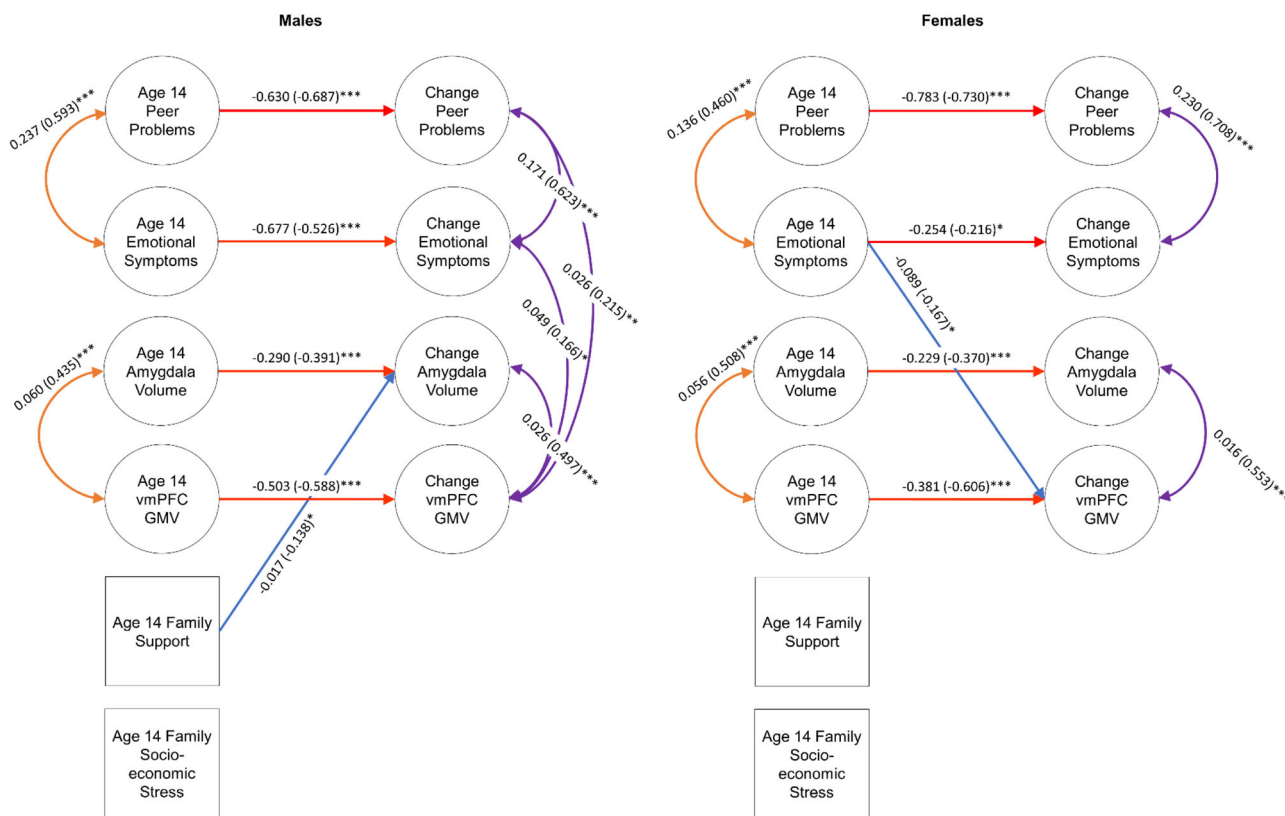 Males
Age 14
Peer
Problems
-0.630 (-0.687)***
Change
Peer
Problems
0.237 (0.593)***
0.171 (0.623)***
Age 14
Emotional
Symptoms
-0.677 (-0.526)***
Change
Emotional
Symptoms
0.026 (0.215)**
0.049 (0.166)*
Age 14
Amygdala
Volume
-0.290 (-0.391)***
Change
Amygdala
Volume
0.060 (0.435)***
0.026 (0.497)***
Age 14
vmPFC
GMV
-0.503 (-0.588)***
Change
vmPFC
GMV
-0.017 (-0.138)*
Age 14 Family
Support
Age 14 Family
Socio-
economic
Stress
Females
Age 14
Peer
Problems
-0.783 (-0.730)***
Change
Peer
Problems
0.136 (0.460)***
0.230 (0.708)***
Age 14
Emotional
Symptoms
-0.254 (-0.216)*
Change
Emotional
Symptoms
-0.089 (-0.167)*
Age 14
Amygdala
Volume
-0.229 (-0.370)***
Change
Amygdala
Volume
0.056 (0.508)***
0.016 (0.553)***
Age 14
vmPFC
GMV
-0.381 (-0.606)***
Change
vmPFC
GMV
Age 14 Family
Support
Age 14 Family
Socio-
economic
Stress